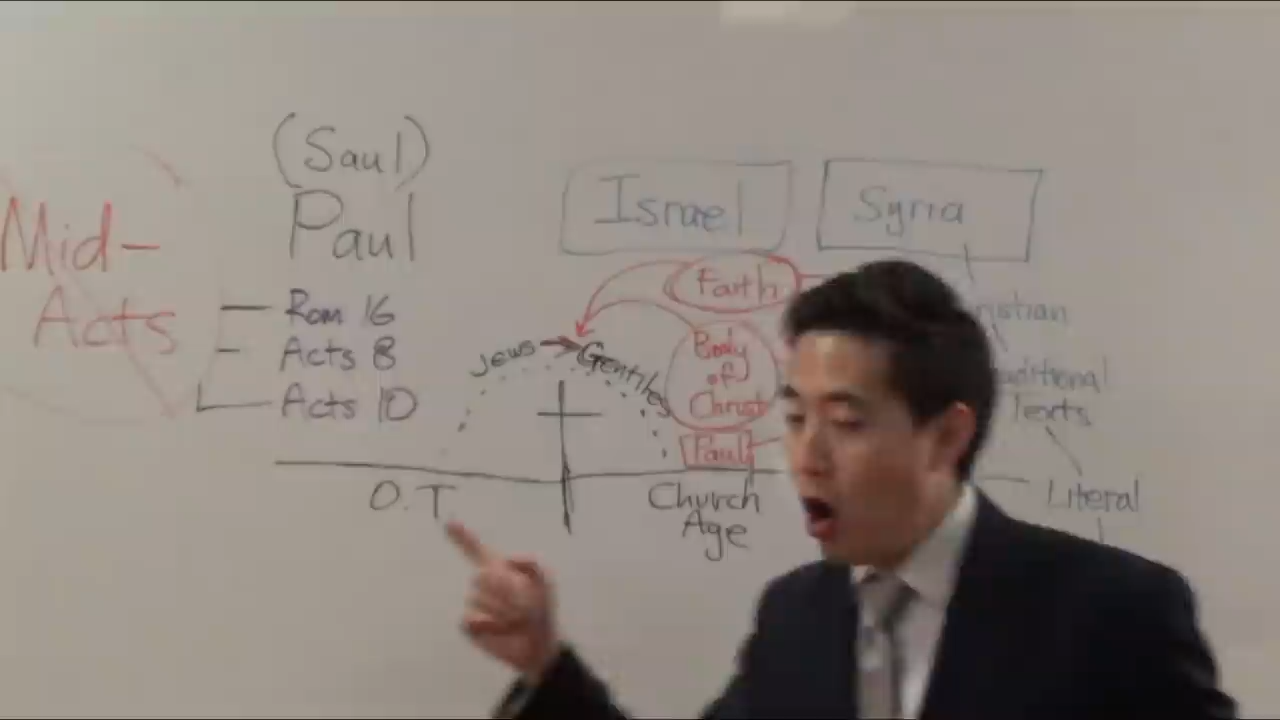 (Saul)
Paul
Mid-
Acts
Rom 16
Acts 8
Acts 10
Israel
Syria
Faith
Jews → Gentiles
Body
of
Christ
Paul
O.T
Church
Age
Texts
Literal